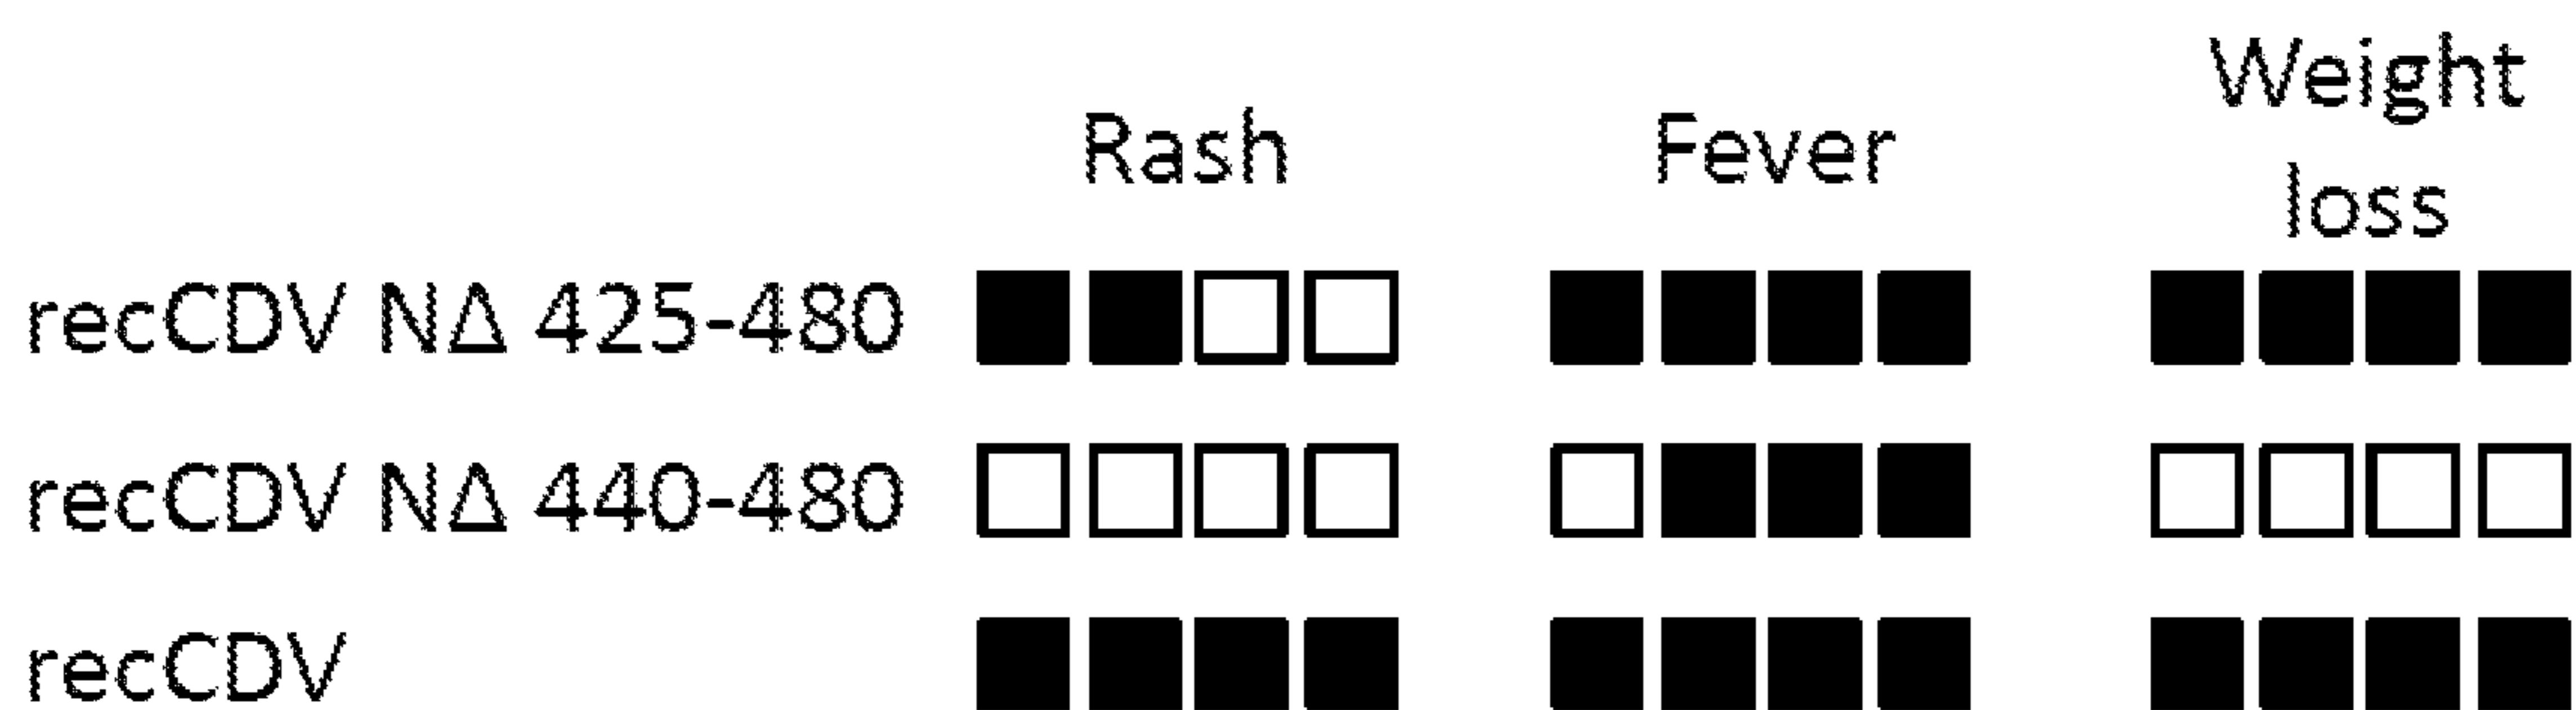 Rash Fever Weight
loss
recCDV NΔ 425-480
recCDV NΔ 440-480
recCDV